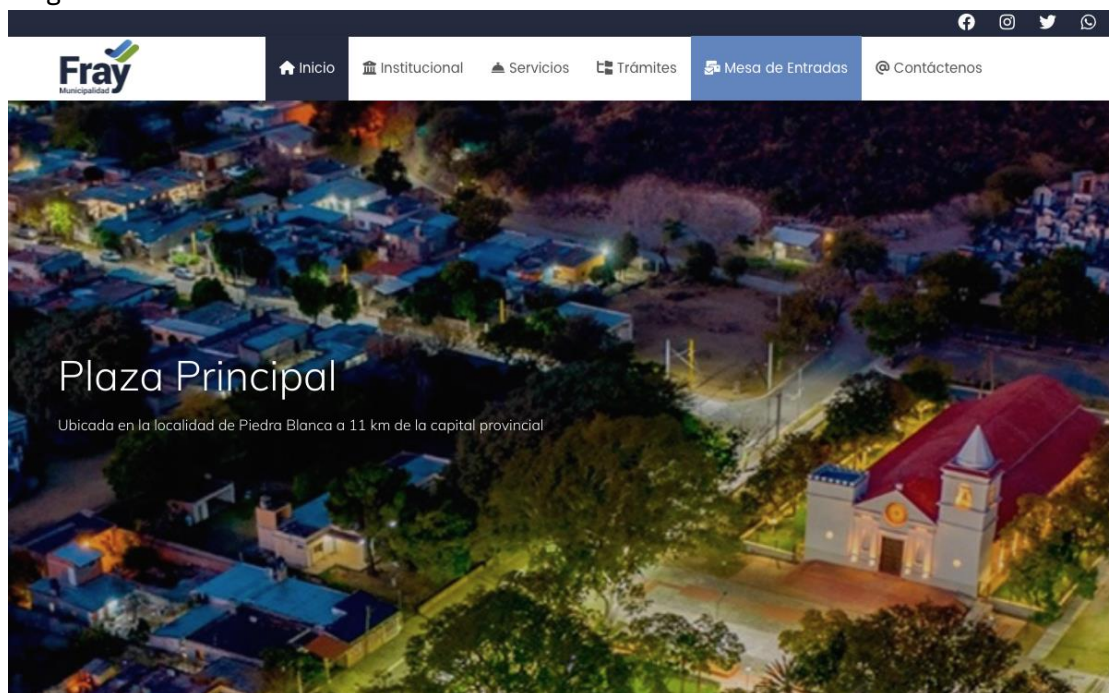 Fray
Municipalidad
Inicio
Institucional
Servicios
Trámites
Mesa de Entradas
Contáctenos
Plaza Principal
Ubicada en la localidad de Piedra Blanca a 11 km de la capital provincial